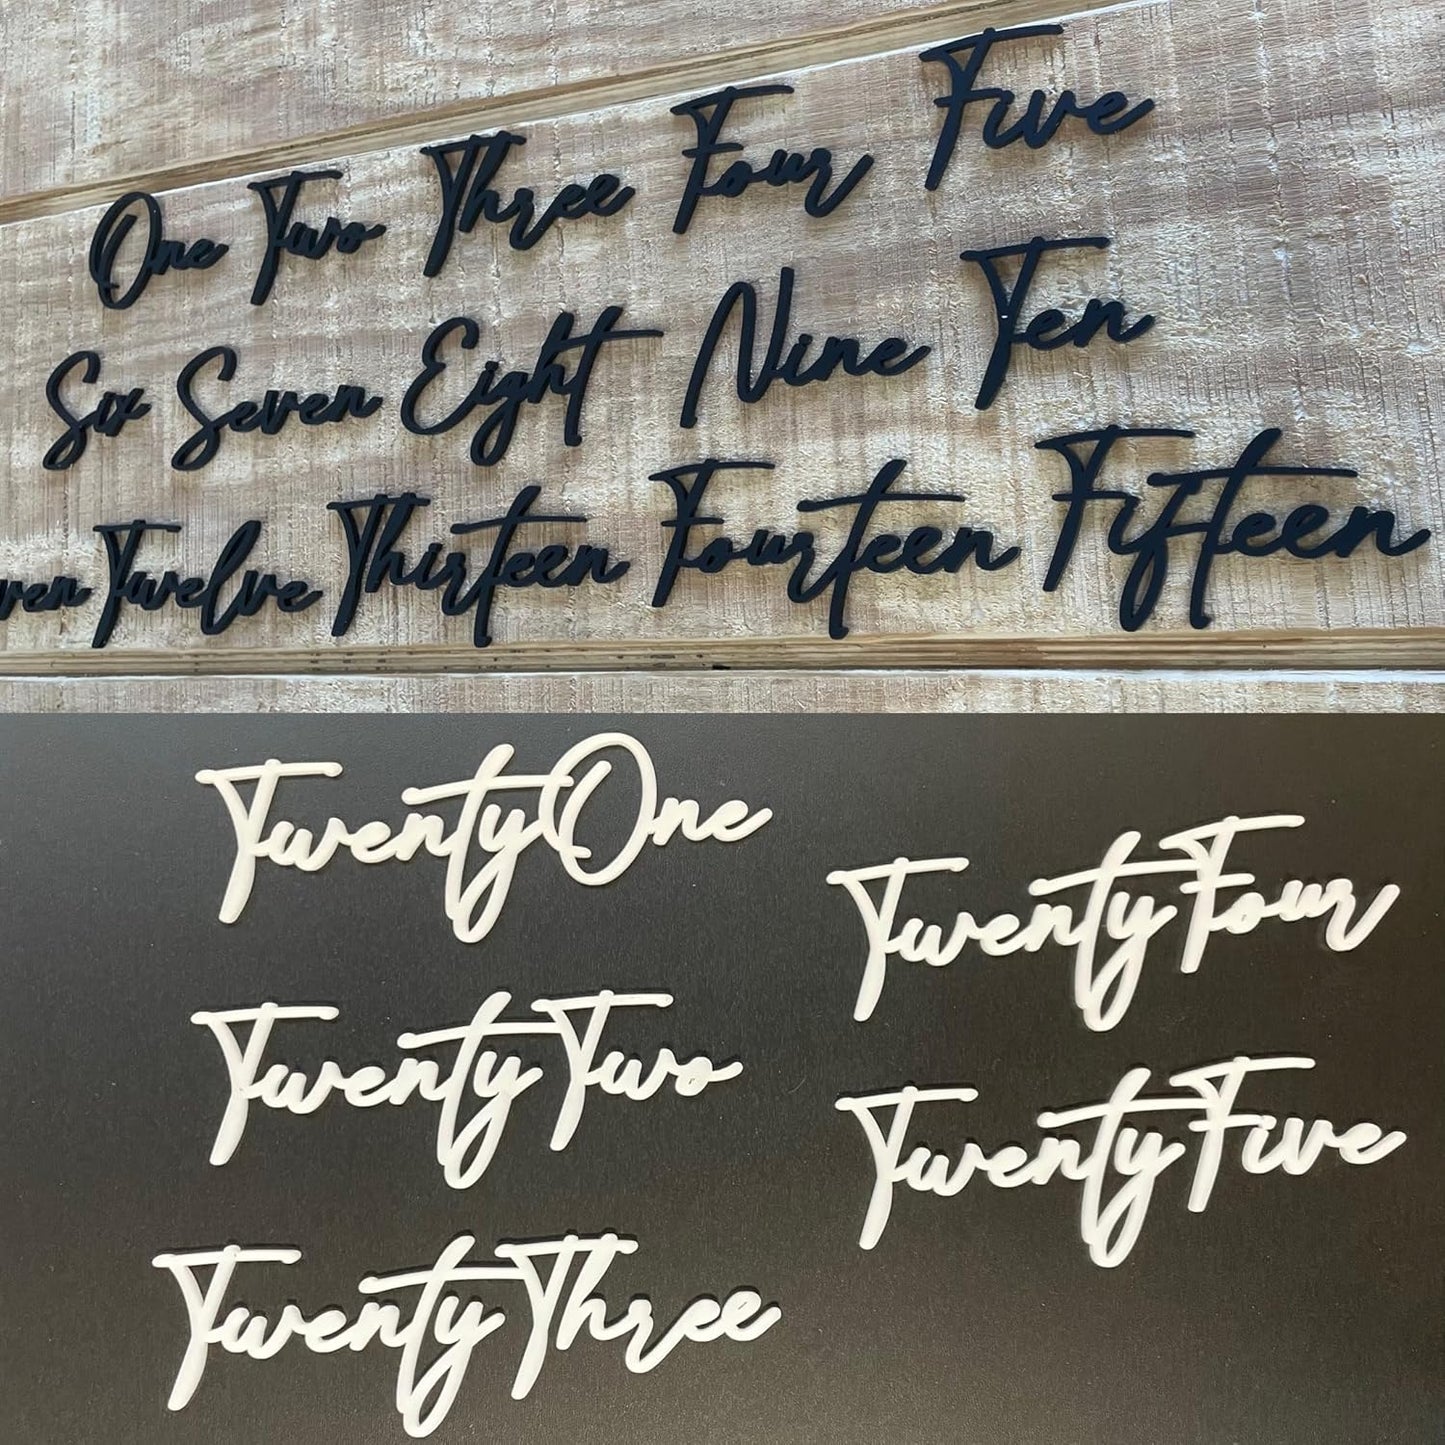 One Two Three Four Five
Six Seven Eight Nine Ten
Twelve Thirteen Fourteen Fifteen
TwentyOne
TwentyTwo
TwentyThree
TwentyFour
TwentyFive